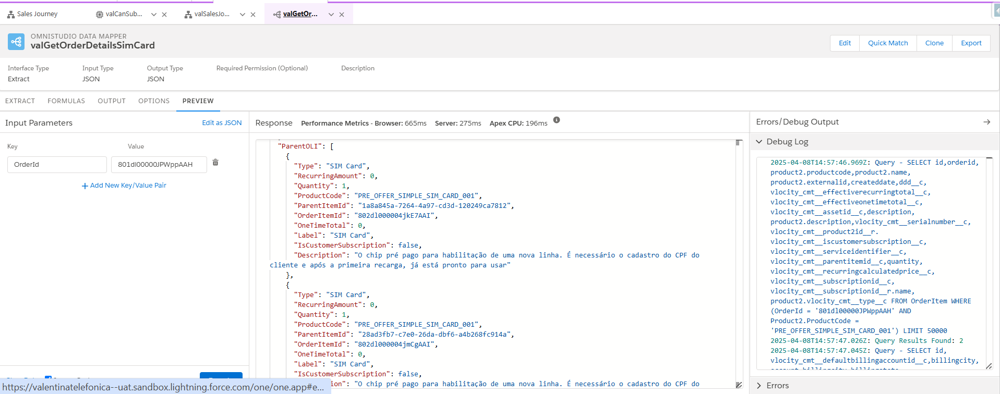 Sales Journey
valCanSub...
valSalesJo...
valGetOr...
OMNISTUDIO DATA MAPPER
valGetOrderDetailsSimCard
Edit
Quick Match
Clone
Export
Interface Type
Input Type
Output Type
Required Permission (Optional)
Description
Extract
JSON
JSON
EXTRACT
FORMULAS
OUTPUT
OPTIONS
PREVIEW
Input Parameters
Edit as JSON
Key
Value
OrderId
801dl00000JPWppAAH
Add New Key/Value Pair
https://valentinatelefonica--uat.sandbox.lightning.force.com/one/one.app#e...
Response
Performance Metrics - Browser: 665ms
Server: 275ms
Apex CPU: 196ms
"ParentOLI": [
{
"Type": "SIM Card",
"RecurringAmount": 0,
"Quantity": 1,
"ProductCode": "PRE_OFFER_SIMPLE_SIM_CARD_001",
"ParentItemId": "1a8a845a-7264-4a97-cd3d-120249ca7812",
"OrderItemId": "802dl000004jkE7AAI",
"OneTimeTotal": 0,
"Label": "SIM Card",
"IsCustomerSubscription": false,
"Description": "O chip pré pago para habilitação de uma nova linha. É necessário o cadastro do CPF do
cliente e após a primeira recarga, já está pronto para usar"
},
{
"Type": "SIM Card",
"RecurringAmount": 0,
"Quantity": 1,
"ProductCode": "PRE_OFFER_SIMPLE_SIM_CARD_001",
"ParentItemId": "28ad3fb7-c7e0-26da-dbf6-a4b268fc914a",
"OrderItemId": "802dl000004jmCgAAI",
"OneTimeTotal": 0,
"Label": "SIM Card",
"IsCustomerSubscription": false,
ion": "O chip pré pago para habilitação de uma nova linha. É necessário o cadastro do CPF do
Errors/Debug Output
Debug Log
2025-04-08T14:57:46.969Z: Query - SELECT id,orderid,
product2.productcode,product2.name,
product2.externalid,createddate,ddd__c,
vlocity_cmt__effectiverecurringtotal__c,
vlocity_cmt__effectiveonetimetotal__c,
vlocity_cmt__assetid__c,description,
product2.description,vlocity_cmt__serialnumber__c,
vlocity_cmt__product2id__r.
vlocity_cmt__iscustomersubscription__c,
vlocity_cmt__serviceidentifier__c,
vlocity_cmt__parentitemid__c,quantity,
vlocity_cmt__recurringcalculatedprice__c,
vlocity_cmt__subscriptionid__c,
vlocity_cmt__subscriptionid__r.name,
product2.vlocity_cmt__type__c FROM OrderItem WHERE
(OrderId = '801dl00000JPWppAAH' AND
Product2.ProductCode =
'PRE_OFFER_SIMPLE_SIM_CARD_001') LIMIT 50000
2025-04-08T14:57:47.026Z: Query Results Found: 2
2025-04-08T14:57:47.045Z: Query - SELECT id,
vlocity_cmt__defaultbillingaccountid__c,billingcity,
Errors